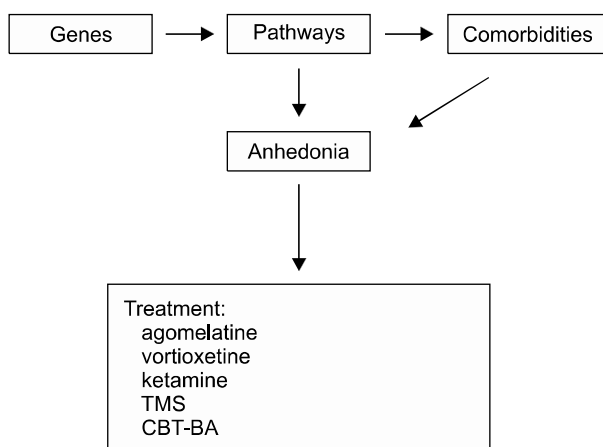 Genes
Pathways
Comorbidities
Anhedonia
Treatment:
agomelatine
vortioxetine
ketamine
TMS
CBT-BA